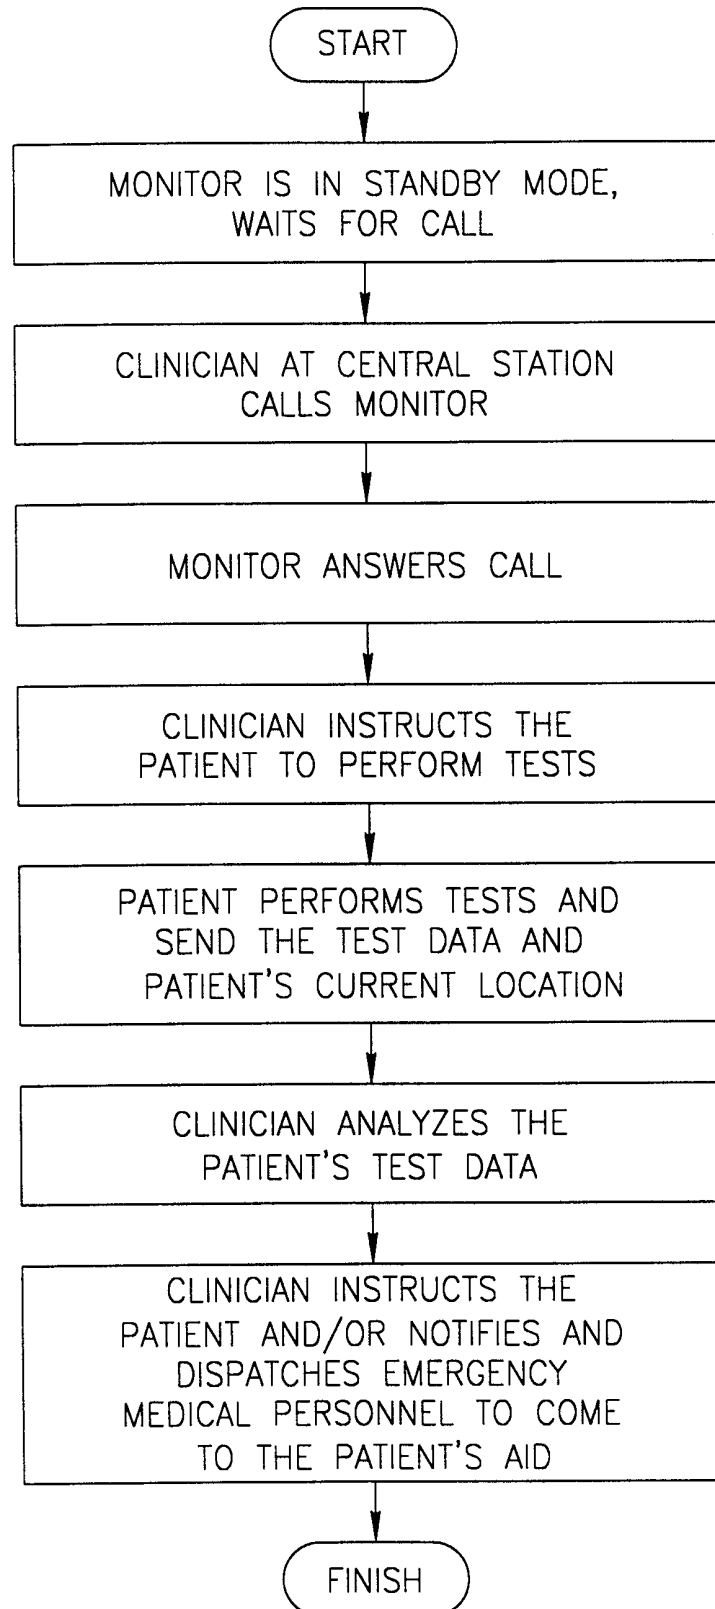 START
MONITOR IS IN STANDBY MODE,
WAITS FOR CALL
CLINICIAN AT CENTRAL STATION
CALLS MONITOR
MONITOR ANSWERS CALL
CLINICIAN INSTRUCTS THE
PATIENT TO PERFORM TESTS
PATIENT PERFORMS TESTS AND
SEND THE TEST DATA AND
PATIENT'S CURRENT LOCATION
CLINICIAN ANALYZES THE
PATIENT'S TEST DATA
CLINICIAN INSTRUCTS THE
PATIENT AND/OR NOTIFIES AND
DISPATCHES EMERGENCY
MEDICAL PERSONNEL TO COME
TO THE PATIENT'S AID
FINISH